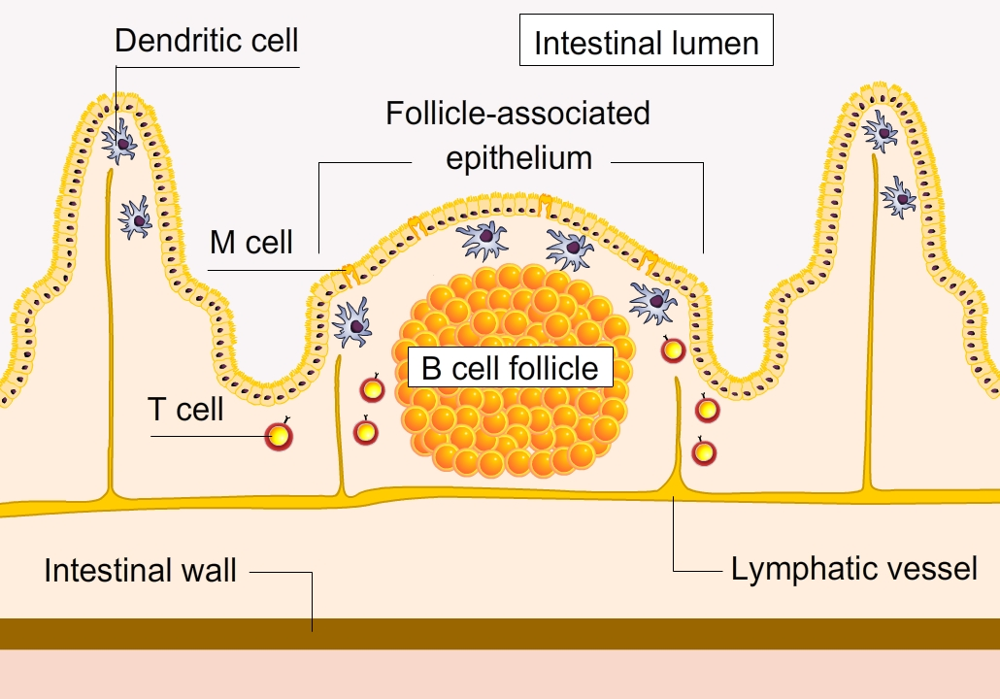 Dendritic cell
Intestinal lumen
Follicle-associated
epithelium
M cell
B cell follicle
T cell
Intestinal wall
Lymphatic vessel